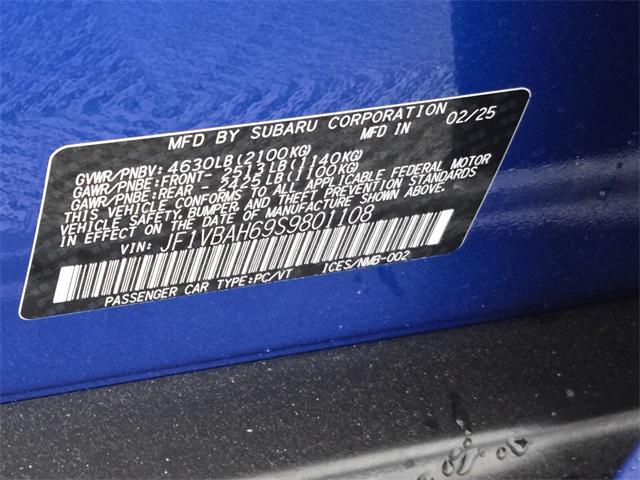 MFD BY SUBARU CORPORATION
MFD IN 02/25
GVWR/PNBV: 4630LB(2100KG)
GAWR/PNBE:FRONT- 2513LB(1140KG)
GAWR/PNBE:REAR - 2425LB(1100KG)
THIS VEHICLE CONFORMS TO ALL APPLICABLE FEDERAL MOTOR
VEHICLE SAFETY, BUMPER AND THEFT PREVENTION STANDARDS
IN EFFECT ON THE DATE OF MANUFACTURE SHOWN ABOVE.
VIN: JF1VBAH69S9801108
PASSENGER CAR TYPE:PC/VT ICES/NMB-002